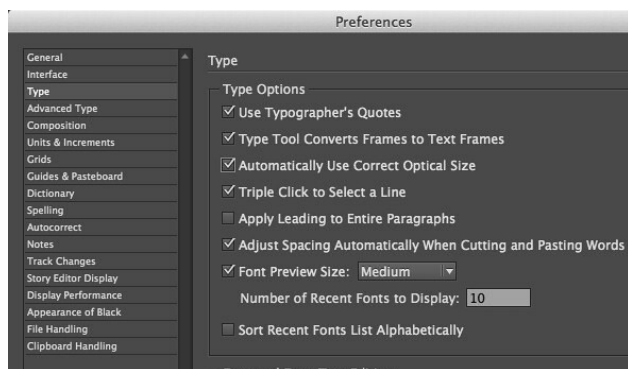 Preferences
General
Interface
Type
Advanced Type
Composition
Units & Increments
Grids
Guides & Pasteboard
Dictionary
Spelling
Autocorrect
Notes
Track Changes
Story Editor Display
Display Performance
Appearance of Black
File Handling
Clipboard Handling
Type
Type Options
Use Typographer's Quotes
Type Tool Converts Frames to Text Frames
Automatically Use Correct Optical Size
Triple Click to Select a Line
Apply Leading to Entire Paragraphs
Adjust Spacing Automatically When Cutting and Pasting Words
Font Preview Size: Medium
Number of Recent Fonts to Display: 10
Sort Recent Fonts List Alphabetically